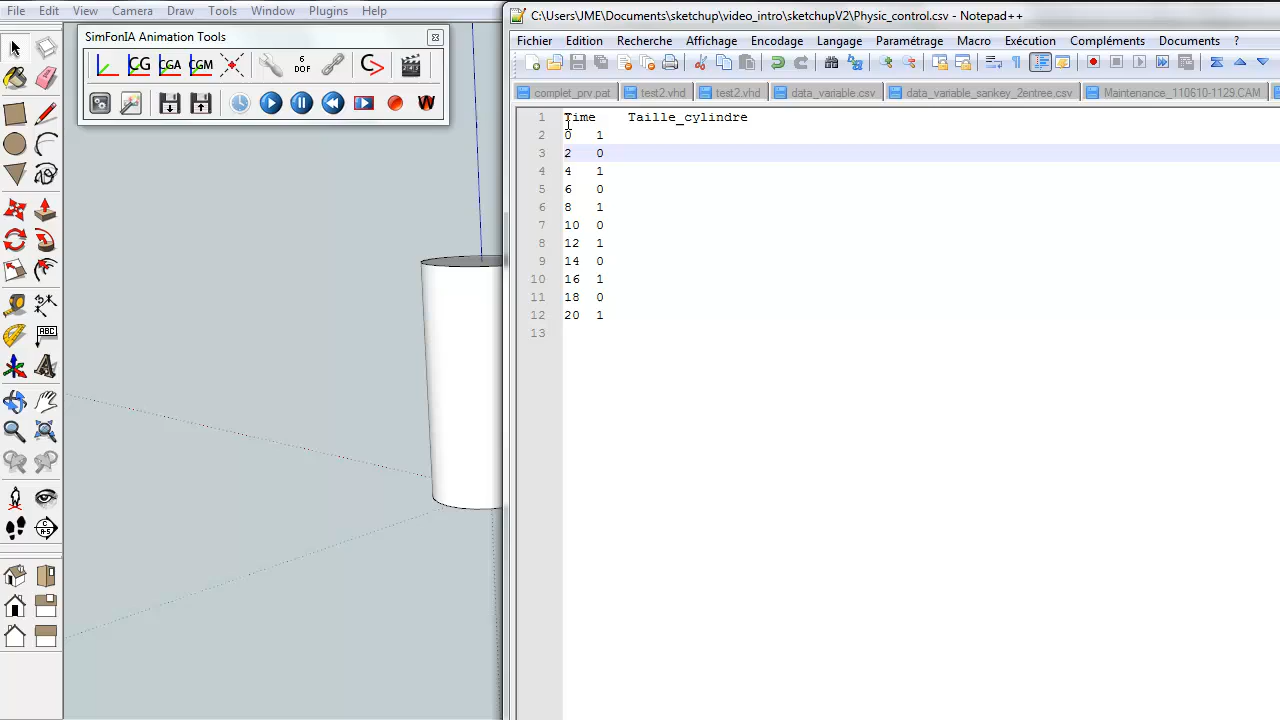 File Edit View Camera Draw Tools Window Plugins Help
SimFonIA Animation Tools
CG CGA CGM 6 DOF
W
ABC
A
C A-5
C:\Users\JME\Documents\sketchup\video_intro\sketchupV2\Physic_control.csv - Notepad++
Fichier Edition Recherche Affichage Encodage Langage Paramétrage Macro Exécution Compléments Documents ?
complet_prv.pat test2.vhd test2.vhd data_variable.csv data_variable_sankey_2entree.csv Maintenance_110610-1129.CAM
1 Time Taille_cylindre
2 0 1
3 2 0
4 4 1
5 6 0
6 8 1
7 10 0
8 12 1
9 14 0
10 16 1
11 18 0
12 20 1
13